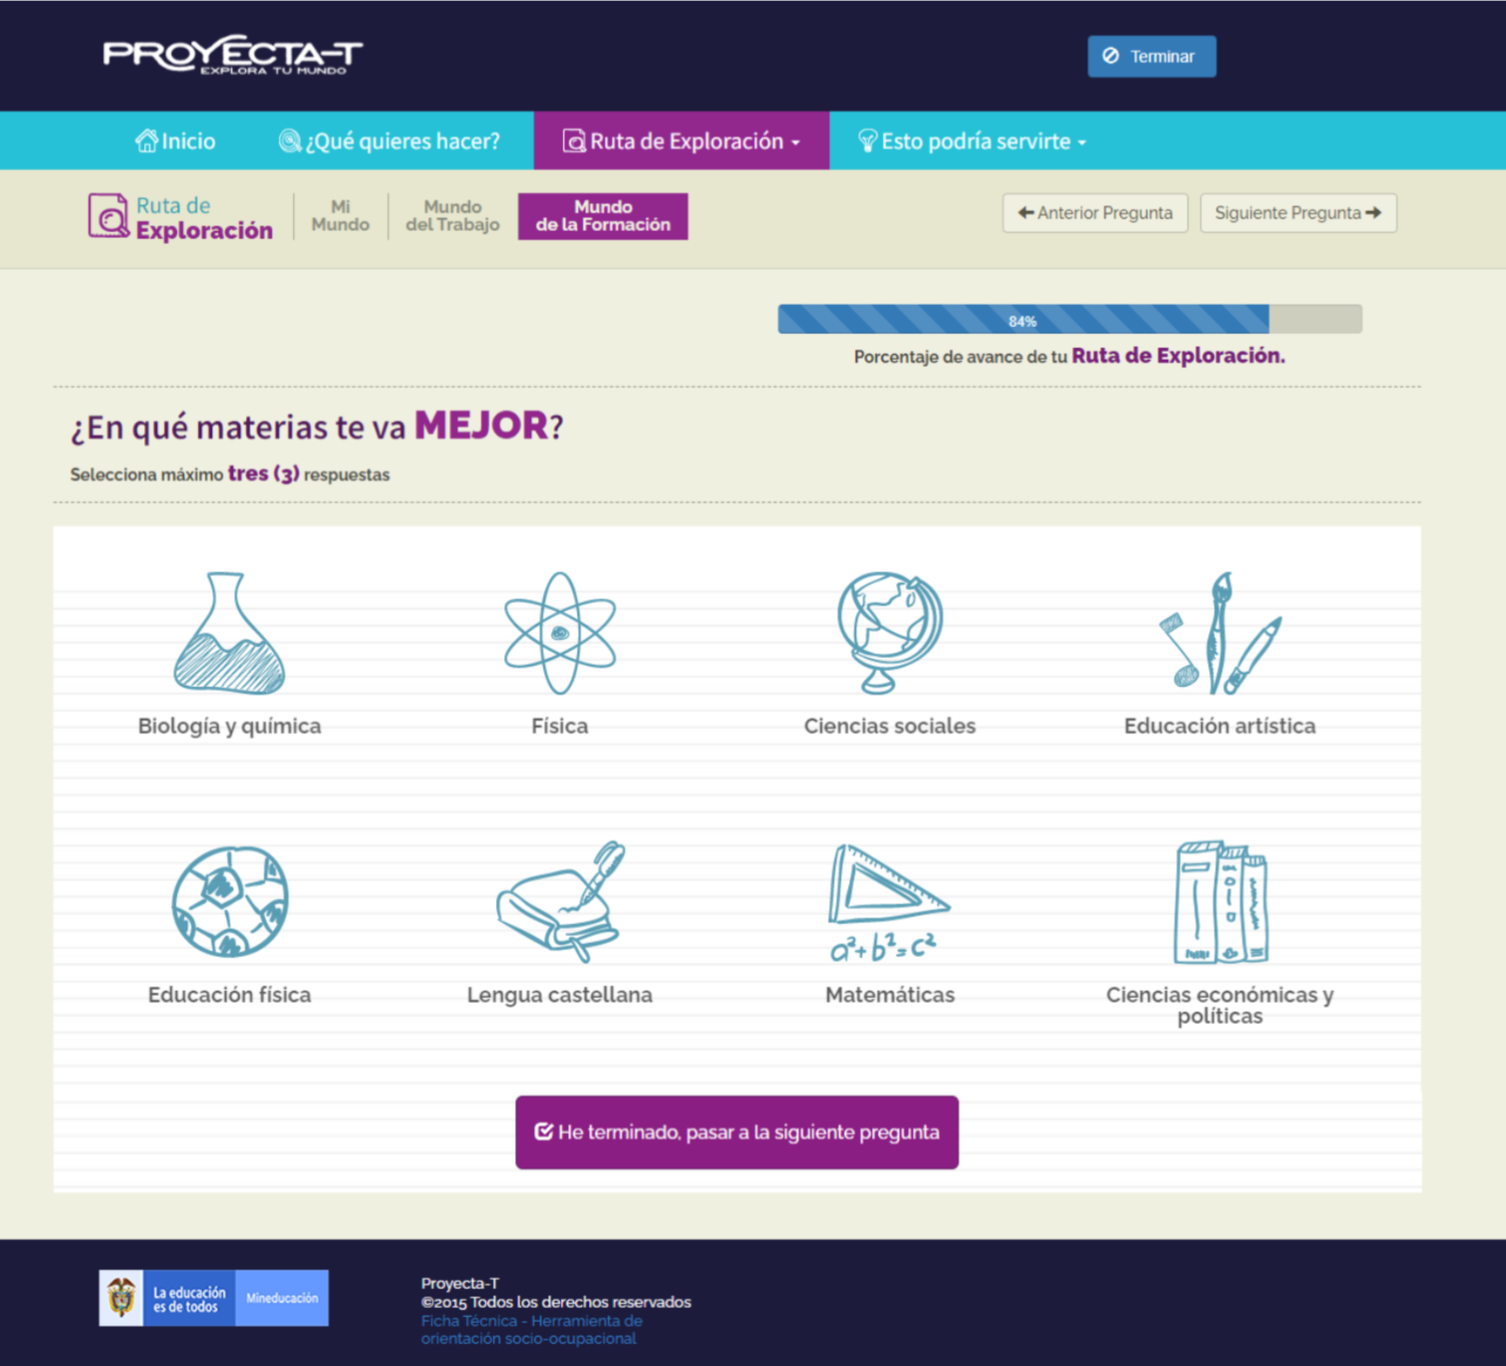 PROYECTA-T
EXPLORA TU MUNDO
Terminar
Inicio
¿Qué quieres hacer?
Ruta de Exploración
Esto podría servirte
Ruta de
Exploración
Mi
Mundo
Mundo
del Trabajo
Mundo
de la Formación
Anterior Pregunta
Siguiente Pregunta
84%
Porcentaje de avance de tu Ruta de Exploración.
¿En qué materias te va MEJOR?
Selecciona máximo tres (3) respuestas
Biología y química
Física
Ciencias sociales
Educación artística
a²+b²=c²
Educación física
Lengua castellana
Matemáticas
Ciencias económicas y
políticas
He terminado, pasar a la siguiente pregunta
La educación
es de todos
Mineducación
Proyecta-T
©2015 Todos los derechos reservados
Ficha Técnica - Herramienta de
orientación socio-ocupacional